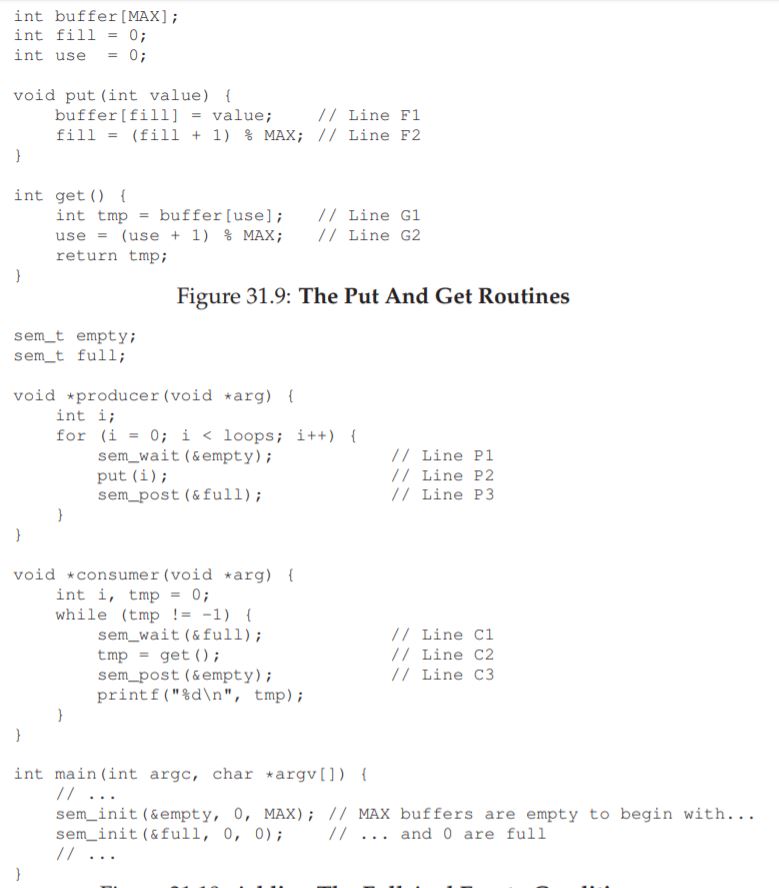 int buffer[MAX];
int fill = 0;
int use  = 0;

void put(int value) {
    buffer[fill] = value;    // Line F1
    fill = (fill + 1) % MAX; // Line F2
}

int get() {
    int tmp = buffer[use];   // Line G1
    use = (use + 1) % MAX;   // Line G2
    return tmp;
}
Figure 31.9: The Put And Get Routines
sem_t empty;
sem_t full;

void *producer(void *arg) {
    int i;
    for (i = 0; i < loops; i++) {
        sem_wait(&empty);           // Line P1
        put(i);                     // Line P2
        sem_post(&full);            // Line P3
    }
}

void *consumer(void *arg) {
    int i, tmp = 0;
    while (tmp != -1) {
        sem_wait(&full);            // Line C1
        tmp = get();                // Line C2
        sem_post(&empty);           // Line C3
        printf("%d\n", tmp);
    }
}

int main(int argc, char *argv[]) {
    // ...
    sem_init(&empty, 0, MAX); // MAX buffers are empty to begin with...
    sem_init(&full, 0, 0);    // ... and 0 are full
    // ...
}